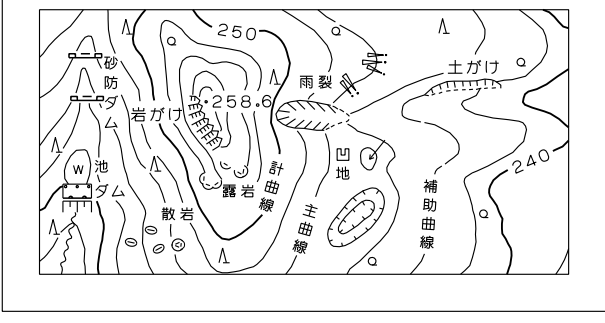 250
雨裂
土がけ
砂防ダム
岩がけ
・258.6
凹地
240
W
池
ダム
計曲線
露岩
散岩
主曲線
補助曲線